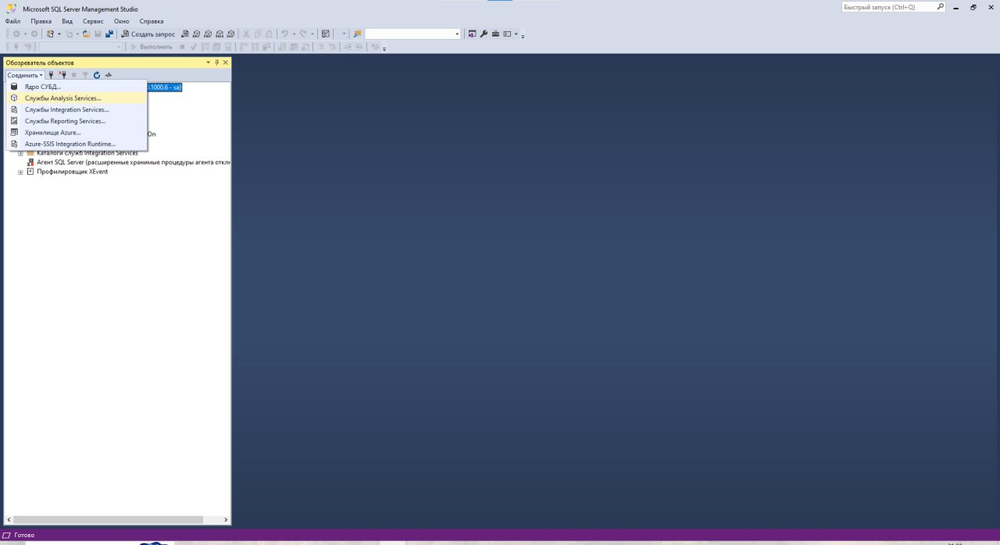 Microsoft SQL Server Management Studio
Быстрый запуск (Ctrl+Q)
Файл Правка Вид Сервис Окно Справка
Создать запрос
Выполнить
Обозреватель объектов
Соединить
Ядро СУБД...
.1000.6 - sa)
Службы Analysis Services...
Службы Integration Services...
Службы Reporting Services...
Хранилище Azure...
On
Azure-SSIS Integration Runtime...
Каталоги служб Integration Services
Агент SQL Server (расширенные хранимые процедуры агента откл
Профилировщик XEvent
Готово